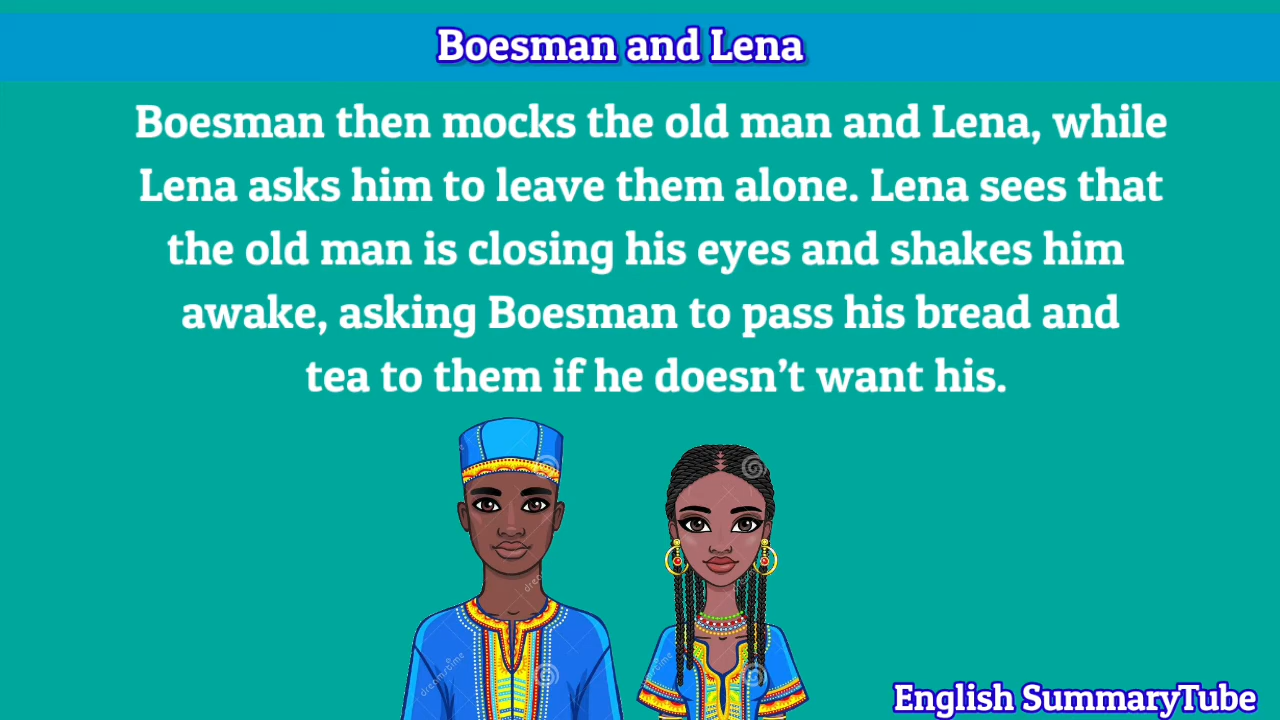 Boesman and Lena
Boesman then mocks the old man and Lena, while
Lena asks him to leave them alone. Lena sees that
the old man is closing his eyes and shakes him
awake, asking Boesman to pass his bread and
tea to them if he doesn’t want his.
dreamstime
dreamstime
English SummaryTube